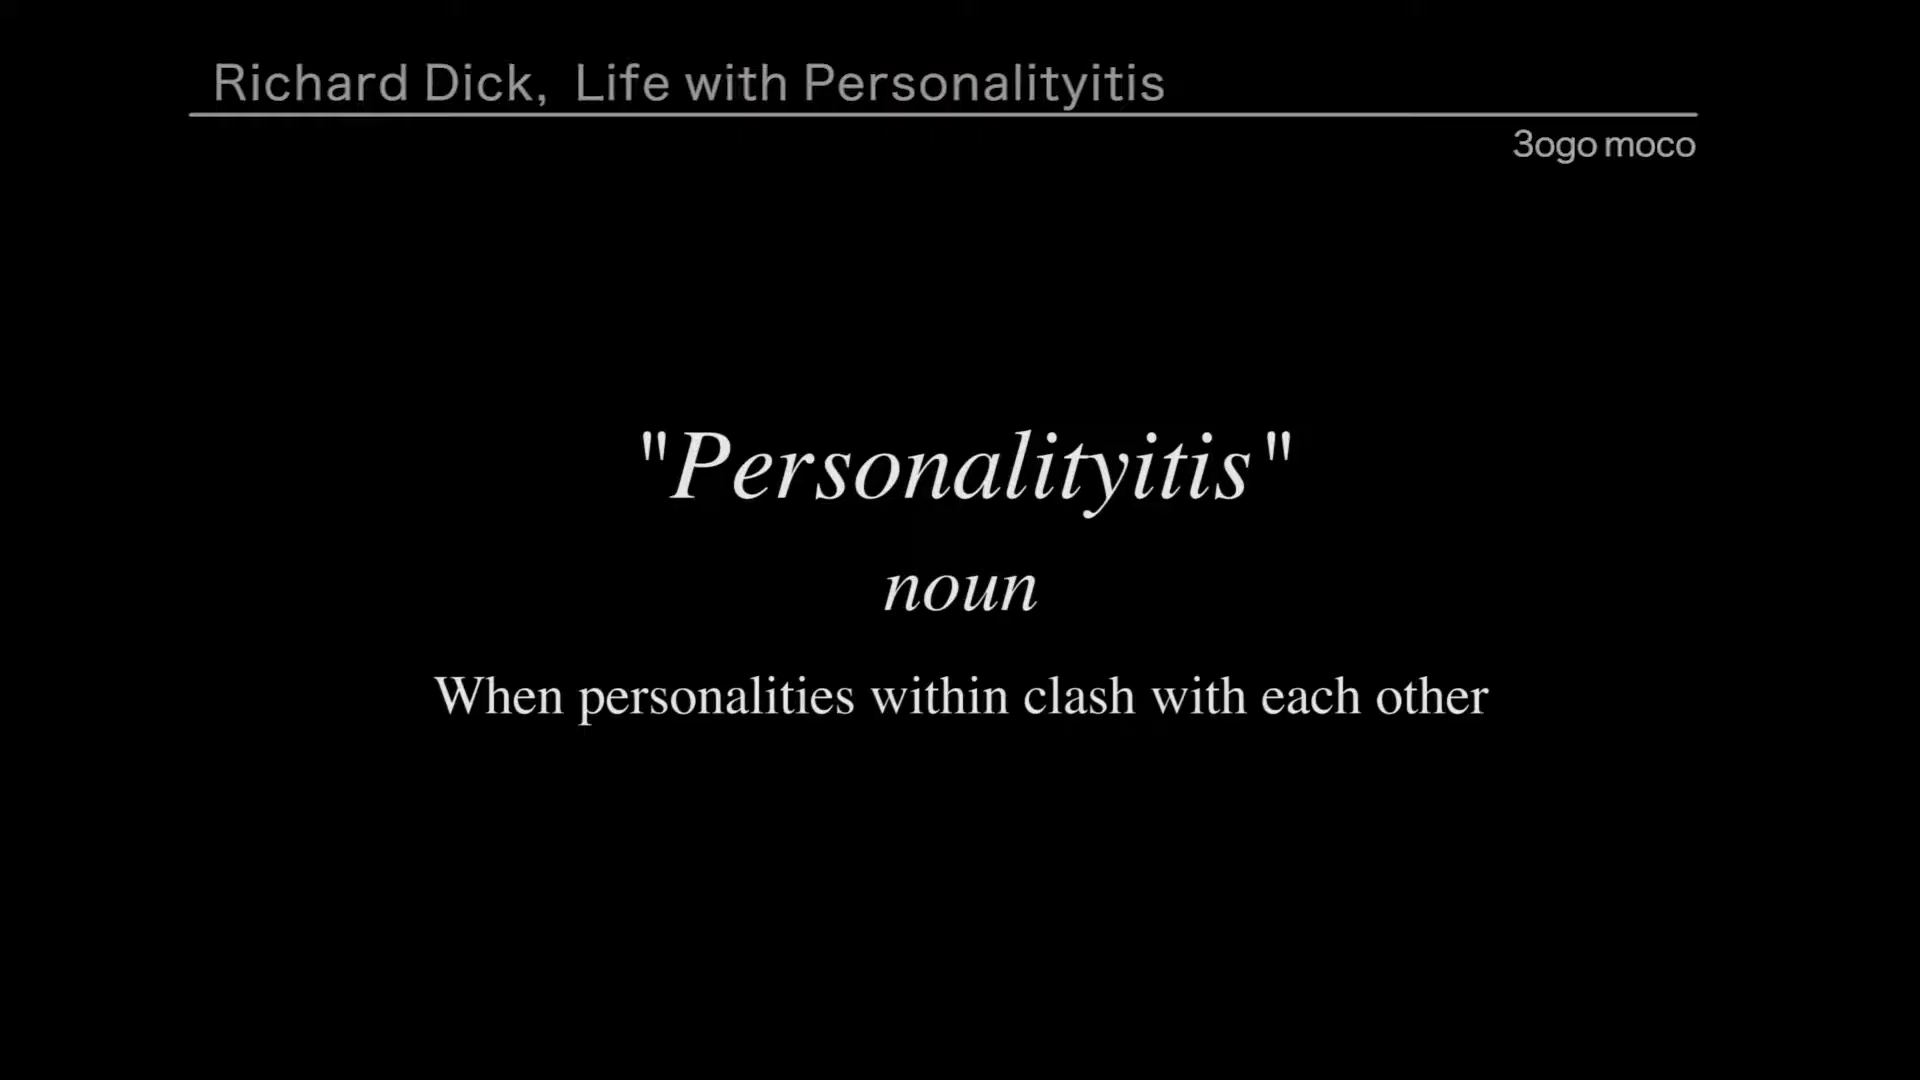 Richard Dick, Life with Personalityitis
3ogo moco
"Personalityitis"
noun
When personalities within clash with each other